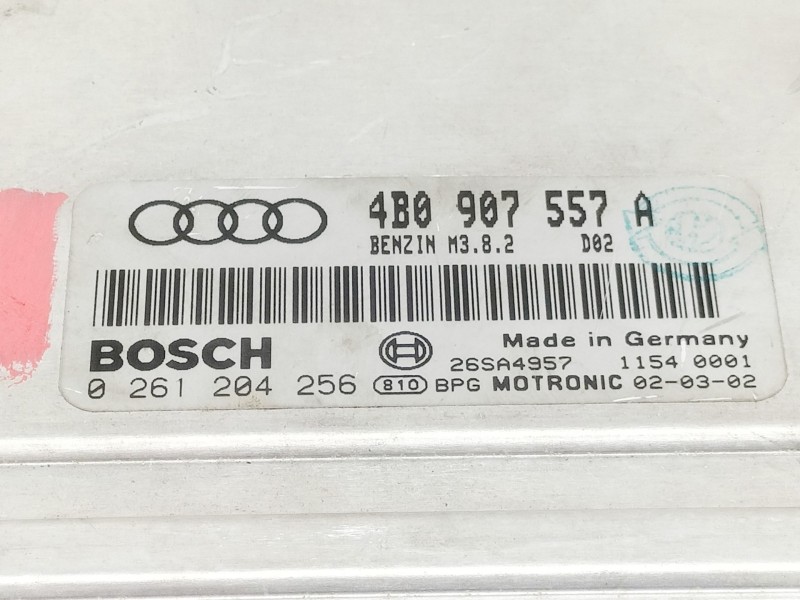 4B0 907 557 A
BENZIN M3.8.2 D02
BOSCH Made in Germany
26SA4957 1154 0001
0 261 204 256 810 BPG MOTRONIC 02-03-02